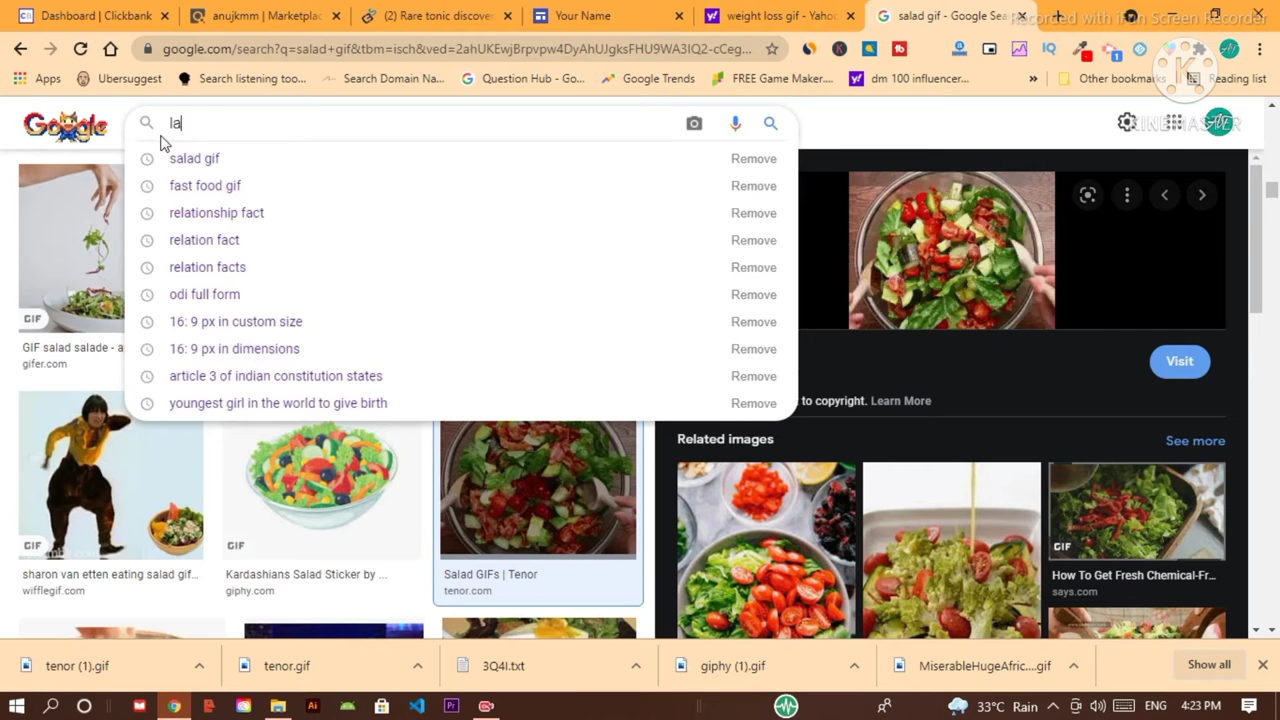 Dashboard | Clickbank
anujkmm | Marketplac
(2) Rare tonic discover
Your Name
weight loss gif - Yahoo
salad gif - Google Sea
Recorded with iFun Screen Recorder
google.com/search?q=salad+gif&tbm=isch&ved=2ahUKEwjBrpvpw4DyAhUJgksFHU9WA3IQ2-cCeg...
Apps
Ubersuggest
Search listening too...
Search Domain Na...
Question Hub - Go...
Google Trends
FREE Game Maker...
dm 100 influencer...
»
Other bookmarks
Reading list
K
KINEMASTER
Google
la
salad gif Remove
fast food gif Remove
relationship fact Remove
relation fact Remove
relation facts Remove
odi full form Remove
16: 9 px in custom size Remove
16: 9 px in dimensions Remove
article 3 of indian constitution states Remove
youngest girl in the world to give birth Remove
GIF
GIF salad salade - a
gifer.com
Visit
to copyright. Learn More
Related images
See more
GIF
sharon van etten eating salad gif...
wifflegif.com
GIF
Kardashians Salad Sticker by ...
giphy.com
Salad GIFs | Tenor
tenor.com
GIF
How To Get Fresh Chemical-Fr...
says.com
tenor (1).gif
tenor.gif
3Q4I.txt
giphy (1).gif
MiserableHugeAfric....gif
Show all
33°C Rain
ENG
4:23 PM